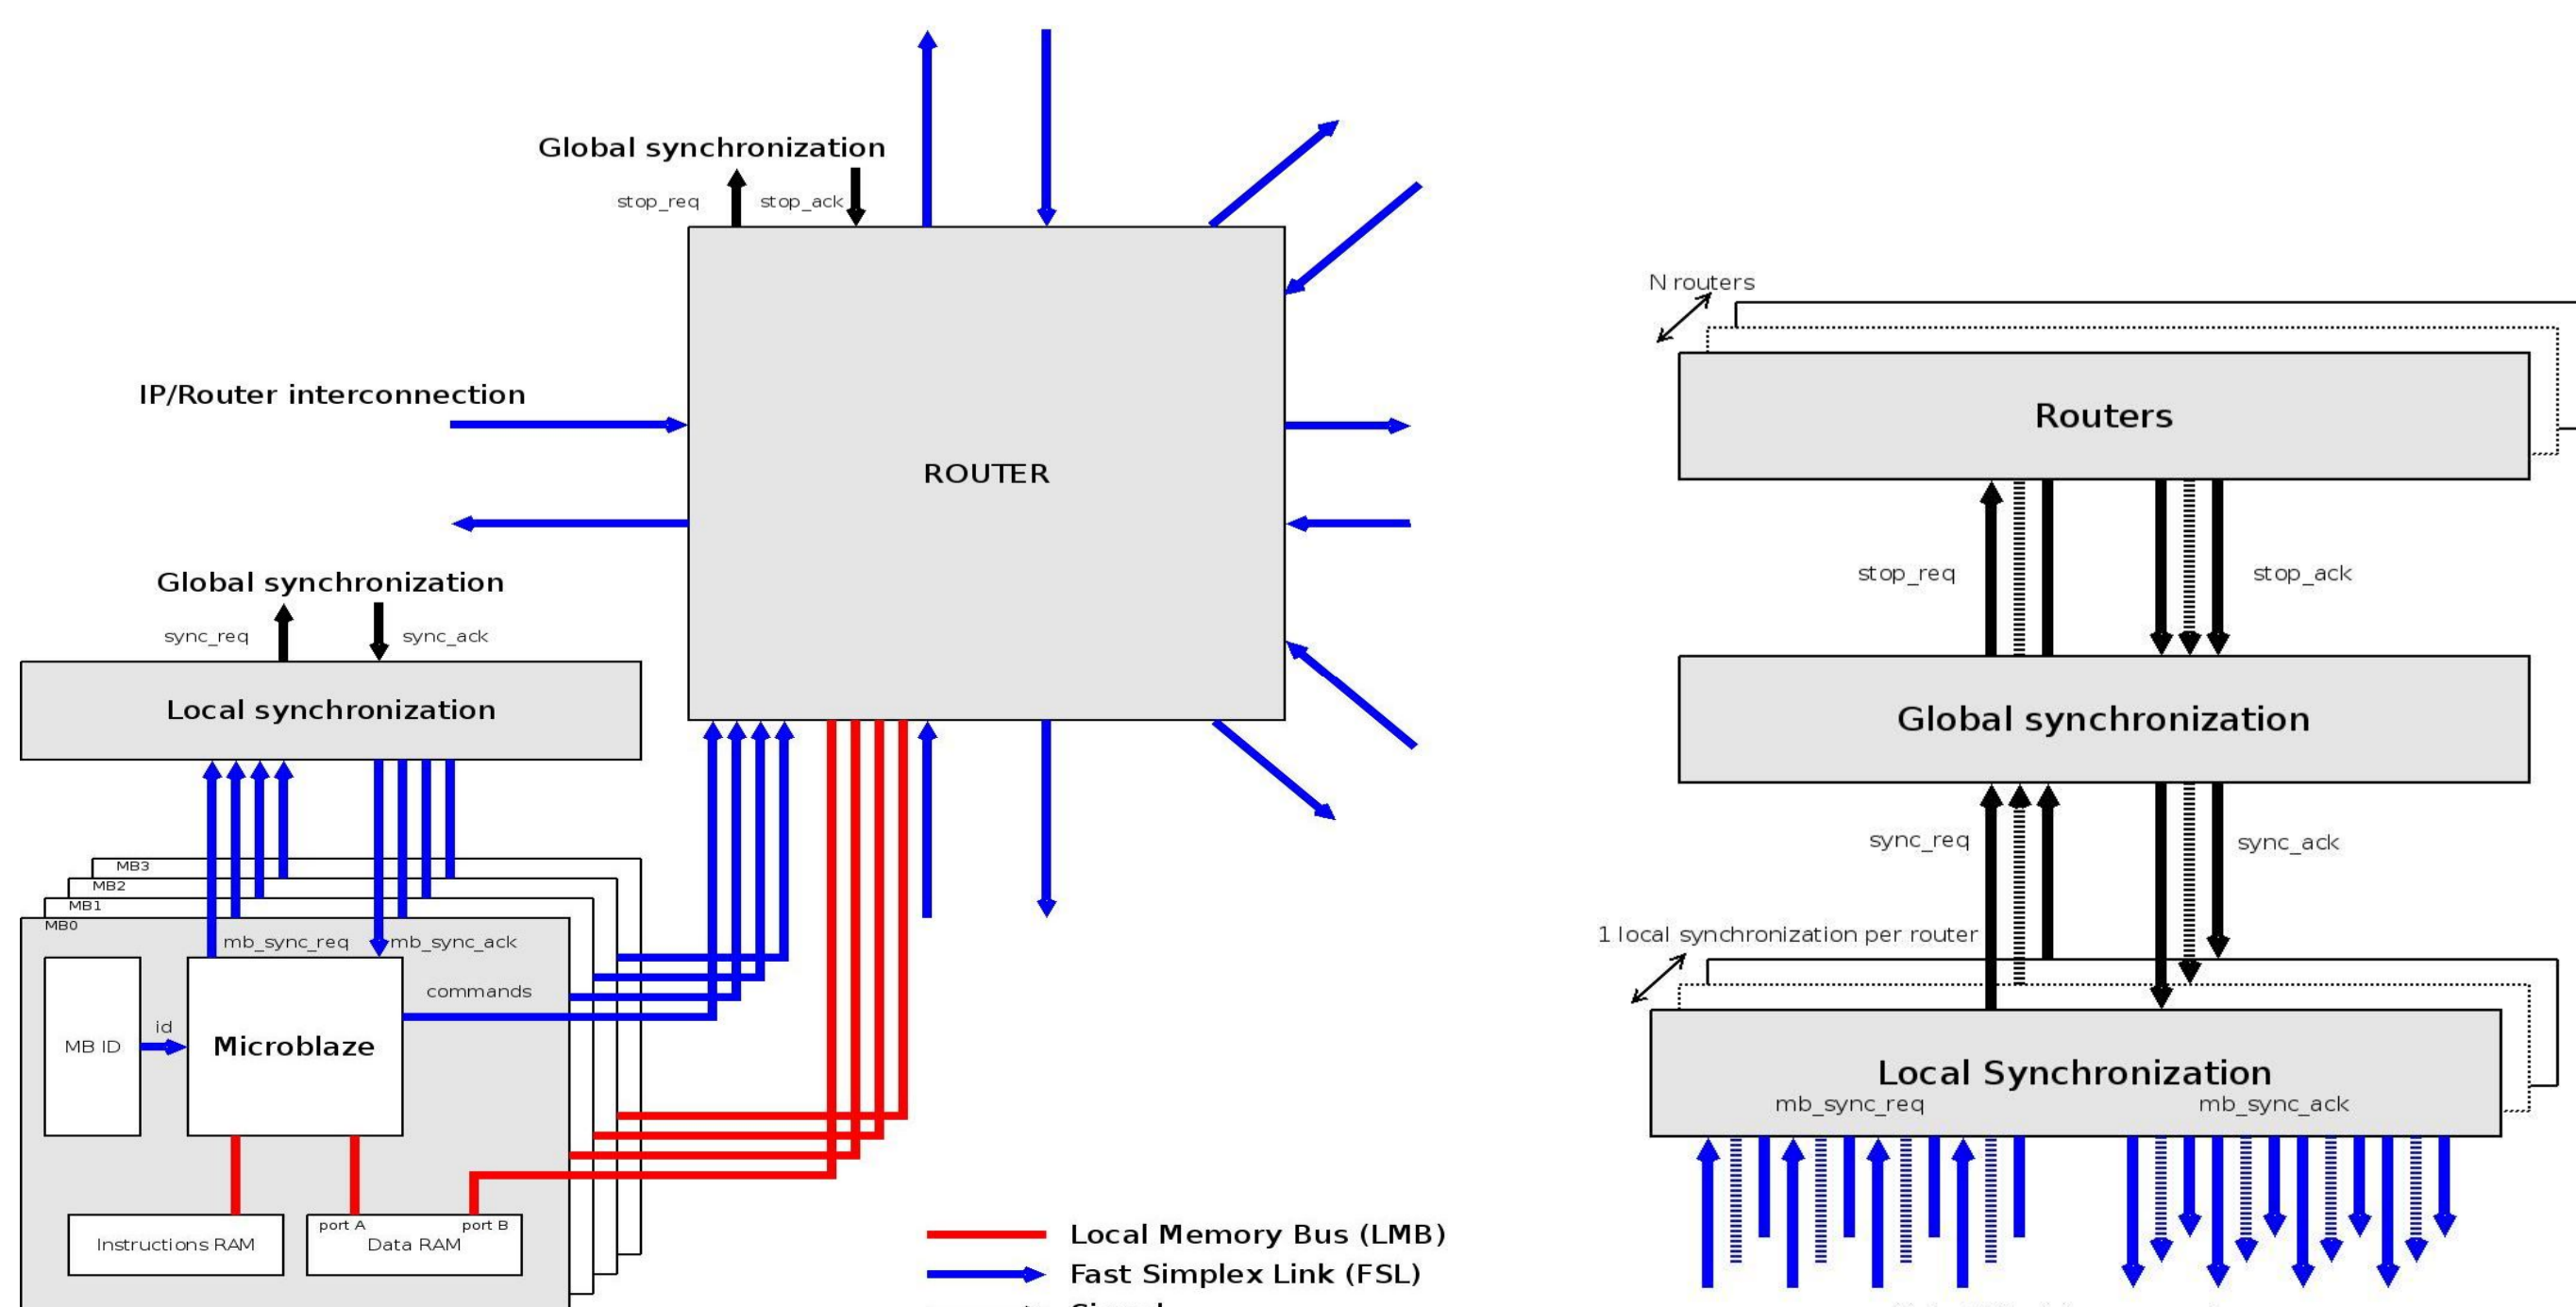 Global synchronization
stop_req
stop_ack
IP/Router interconnection
ROUTER
Global synchronization
sync_req
sync_ack
Local synchronization
MB3
MB2
MB1
MB0
mb_sync_req
mb_sync_ack
commands
MB ID
id
Microblaze
Instructions RAM
port A
port B
Data RAM
Local Memory Bus (LMB)
Fast Simplex Link (FSL)
N routers
Routers
stop_req
stop_ack
Global synchronization
sync_req
sync_ack
1 local synchronization per router
Local Synchronization
mb_sync_req
mb_sync_ack